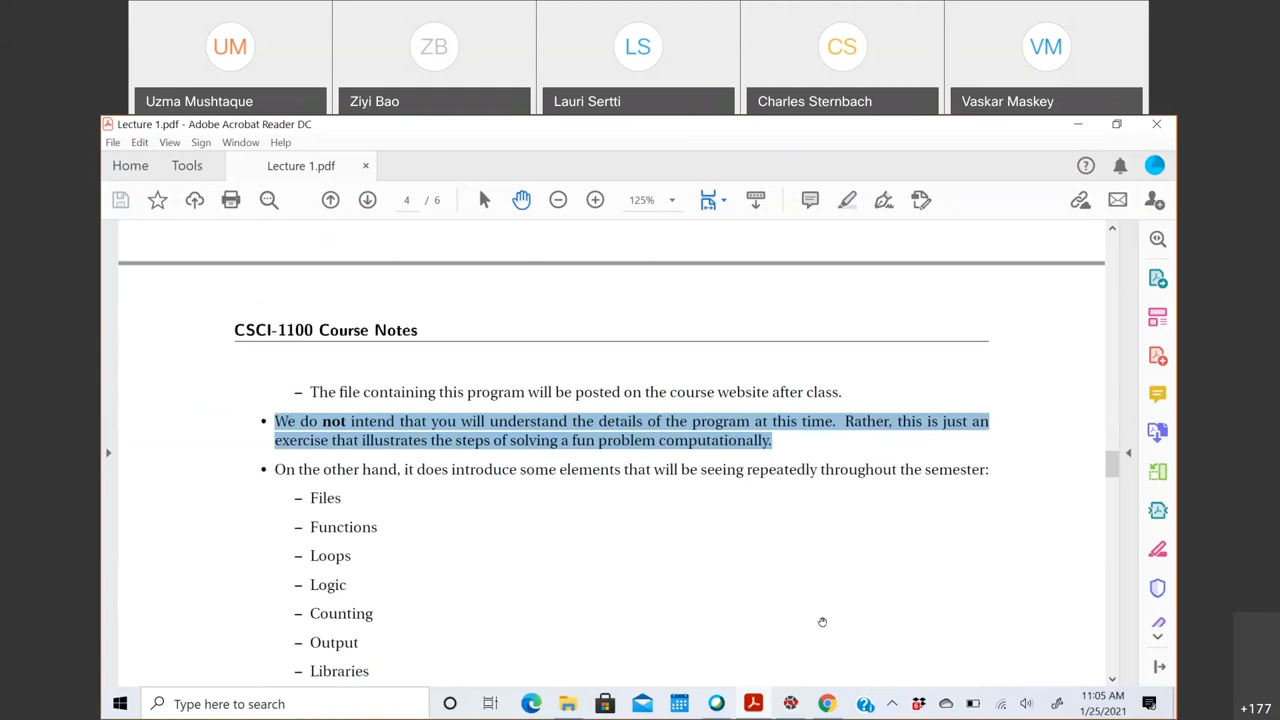 UM ZB LS CS VM
Uzma Mushtaque Ziyi Bao Lauri Sertti Charles Sternbach Vaskar Maskey
Lecture 1.pdf - Adobe Acrobat Reader DC
File Edit View Sign Window Help
Home Tools Lecture 1.pdf ×
4 / 6 125%
CSCI-1100 Course Notes
– The file containing this program will be posted on the course website after class.
• We do not intend that you will understand the details of the program at this time. Rather, this is just an
exercise that illustrates the steps of solving a fun problem computationally.
• On the other hand, it does introduce some elements that will be seeing repeatedly throughout the semester:
– Files
– Functions
– Loops
– Logic
– Counting
– Output
– Libraries
Type here to search
11:05 AM
1/25/2021
+177